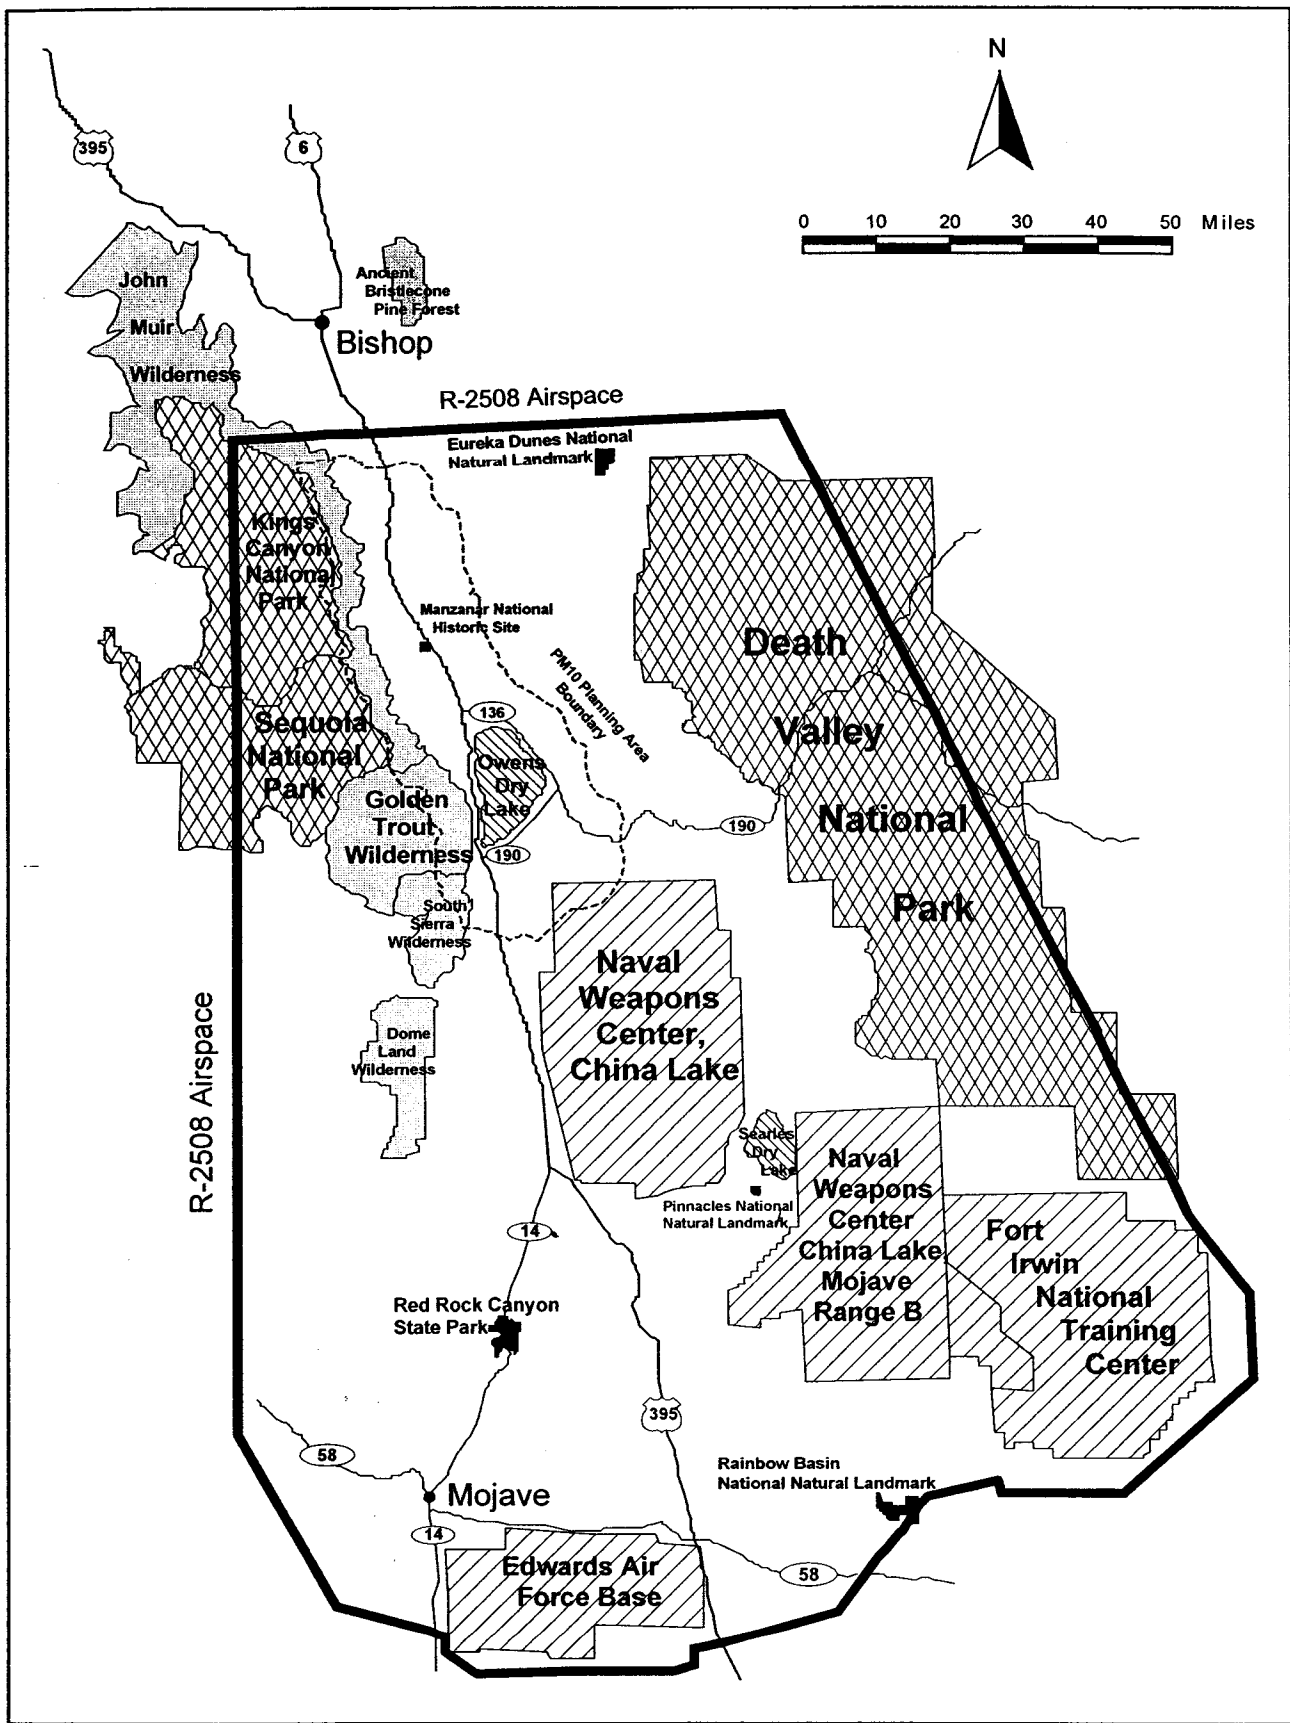 N
0 10 20 30 40 50 Miles
395
6
John
Muir
Wilderness
Ancient
Bristlecone
Pine Forest
Bishop
R-2508 Airspace
Eureka Dunes National
Natural Landmark
Kings
Canyon
National
Park
Manzanar National
Historic Site
PM10 Planning Area
Boundary
Death
Valley
National
Park
136
Sequoia
National
Park
Owens
Dry
Lake
Golden
Trout
Wilderness
190
190
South
Sierra
Wilderness
Naval
Weapons
Center,
China Lake
R-2508 Airspace
Dome
Land
Wilderness
Searles
Dry
Lake
Pinnacles National
Natural Landmark
Naval
Weapons
Center
China Lake
Mojave
Range B
Fort
Irwin
National
Training
Center
14
Red Rock Canyon
State Park
395
58
Mojave
Rainbow Basin
National Natural Landmark
14
Edwards Air
Force Base
58